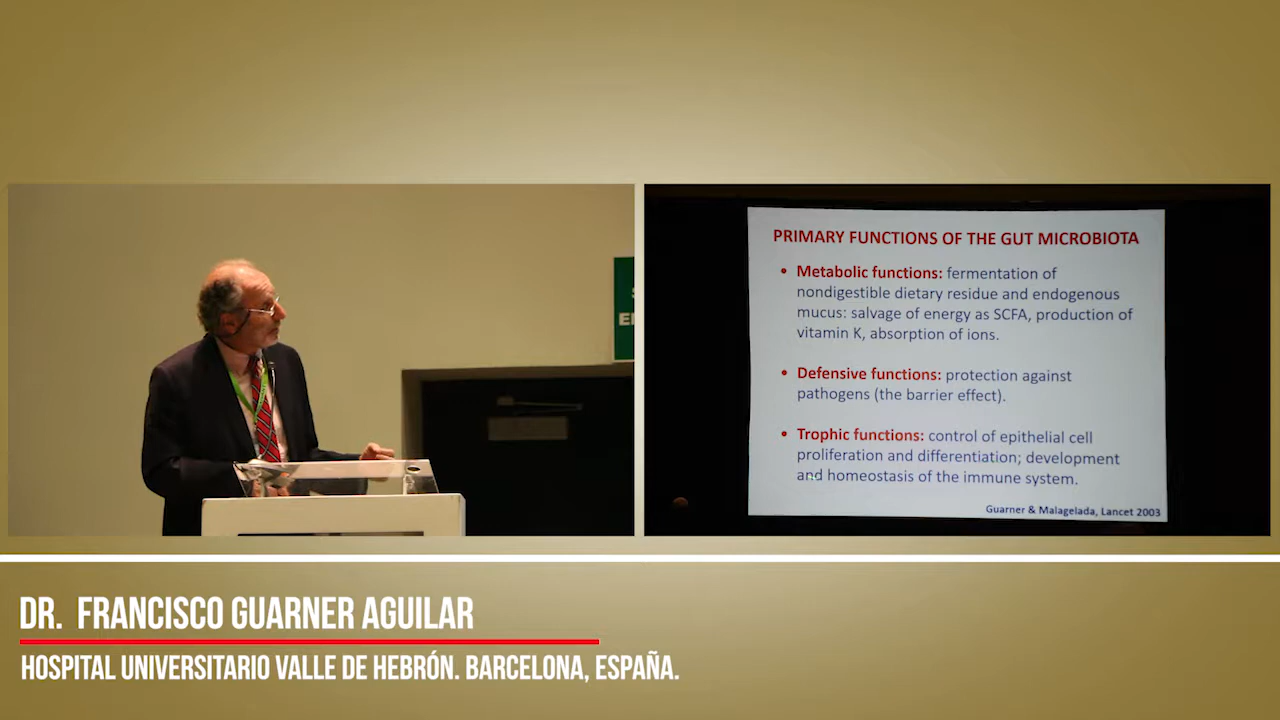 PRIMARY FUNCTIONS OF THE GUT MICROBIOTA
• Metabolic functions: fermentation of
nondigestible dietary residue and endogenous
mucus: salvage of energy as SCFA, production of
vitamin K, absorption of ions.
• Defensive functions: protection against
pathogens (the barrier effect).
• Trophic functions: control of epithelial cell
proliferation and differentiation; development
and homeostasis of the immune system.
Guarner & Malagelada, Lancet 2003
DR. FRANCISCO GUARNER AGUILAR
HOSPITAL UNIVERSITARIO VALLE DE HEBRÓN. BARCELONA, ESPAÑA.